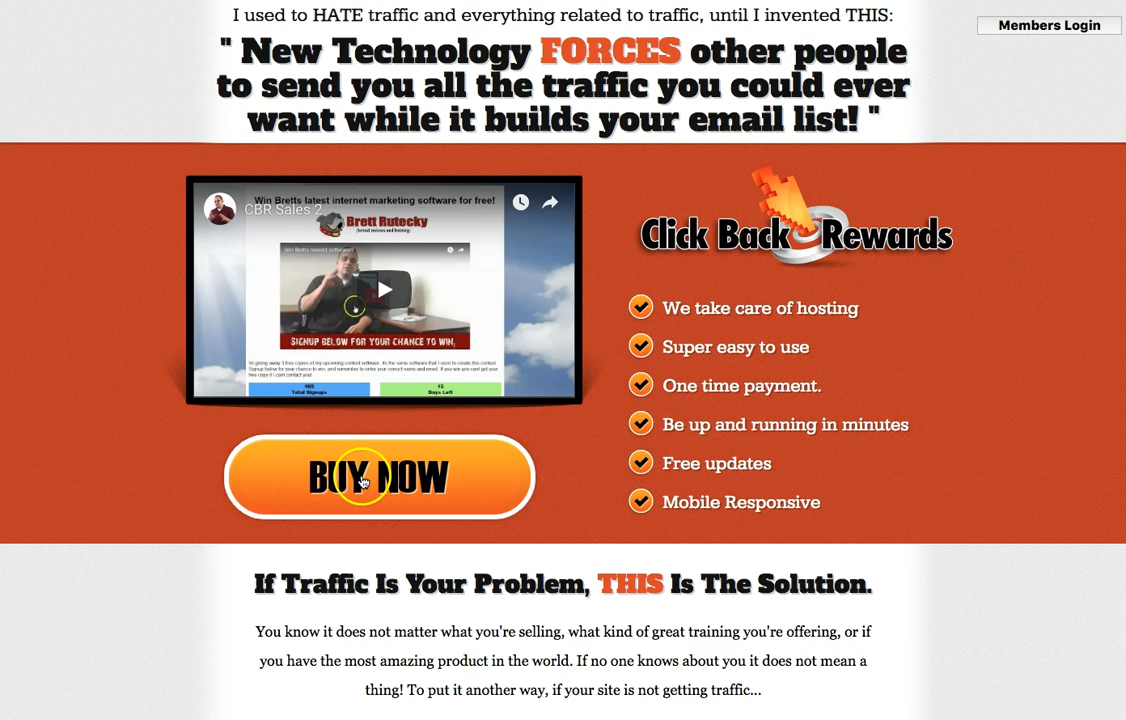 I used to HATE traffic and everything related to traffic, until I invented THIS:
Members Login
" New Technology FORCES other people
to send you all the traffic you could ever
want while it builds your email list! "
Win Bretts latest internet marketing software for free!
CBR Sales 2
Brett Rutecky
SIGNUP BELOW FOR YOUR CHANCE TO WIN,
469
Total Signups
15
Days Left
BUY NOW
Click Back Rewards
We take care of hosting
Super easy to use
One time payment.
Be up and running in minutes
Free updates
Mobile Responsive
If Traffic Is Your Problem, THIS Is The Solution.
You know it does not matter what you're selling, what kind of great training you're offering, or if
you have the most amazing product in the world. If no one knows about you it does not mean a
thing! To put it another way, if your site is not getting traffic...